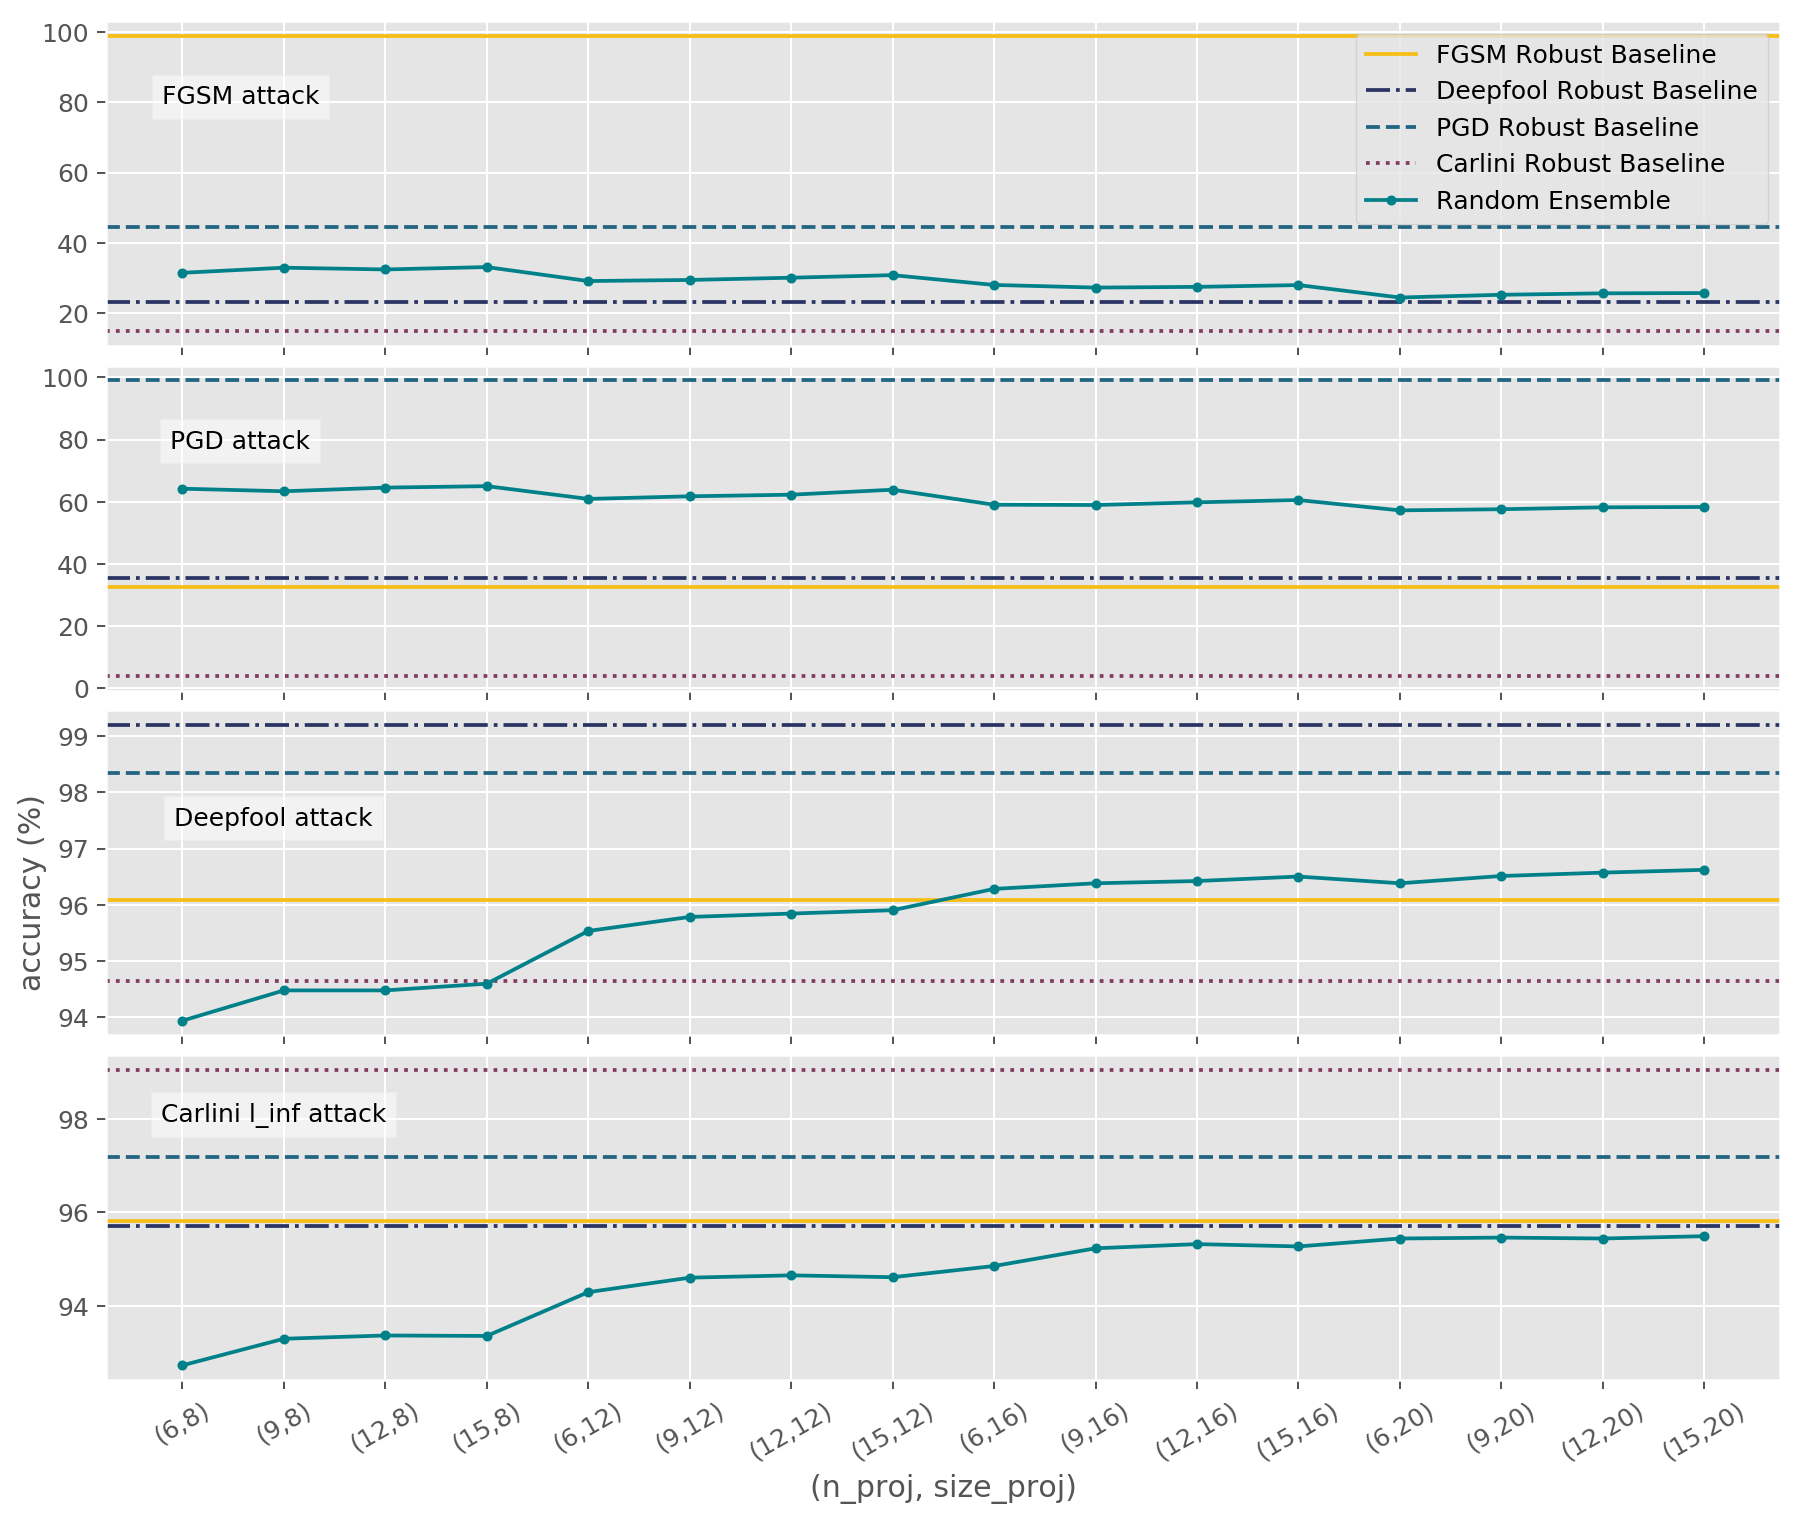 100
80
60
40
20
FGSM attack
FGSM Robust Baseline
Deepfool Robust Baseline
PGD Robust Baseline
Carlini Robust Baseline
Random Ensemble
100
80
60
40
20
0
PGD attack
99
98
97
96
95
94
Deepfool attack
accuracy (%)
98
96
94
Carlini l_inf attack
(6,8) (9,8) (12,8) (15,8) (6,12) (9,12) (12,12) (15,12) (6,16) (9,16) (12,16) (15,16) (6,20) (9,20) (12,20) (15,20)
(n_proj, size_proj)